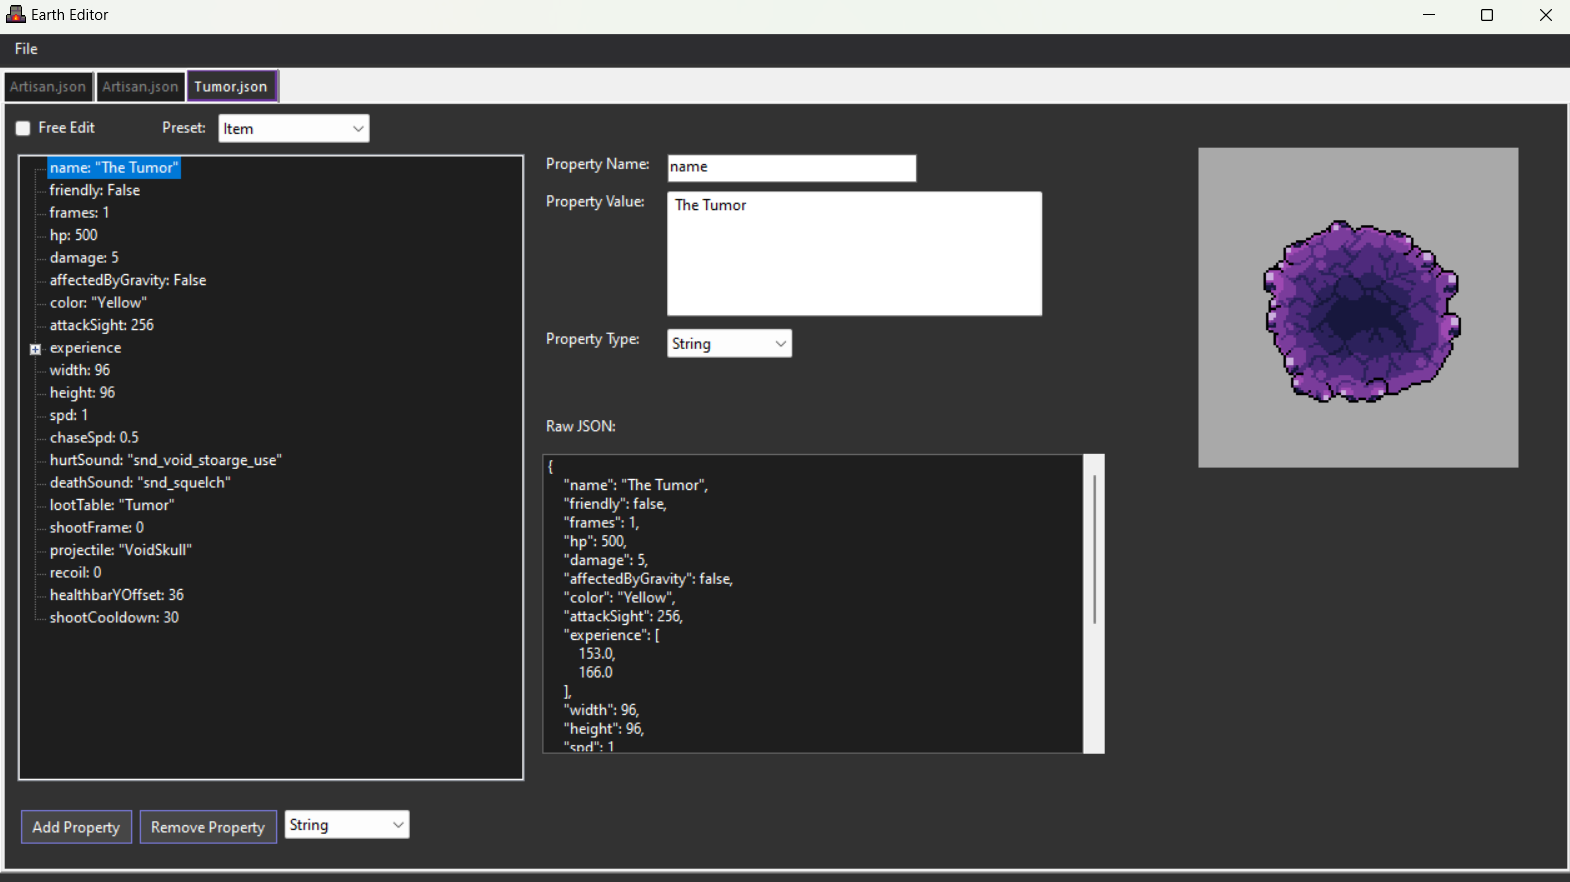 Earth Editor
File
Artisan.json
Artisan.json
Tumor.json
Free Edit
Preset:
Item
name: "The Tumor"
friendly: False
frames: 1
hp: 500
damage: 5
affectedByGravity: False
color: "Yellow"
attackSight: 256
experience
width: 96
height: 96
spd: 1
chaseSpd: 0.5
hurtSound: "snd_void_stoarge_use"
deathSound: "snd_squelch"
lootTable: "Tumor"
shootFrame: 0
projectile: "VoidSkull"
recoil: 0
healthbarYOffset: 36
shootCooldown: 30
Add Property
Remove Property
String
Property Name:
name
Property Value:
The Tumor
Property Type:
String
Raw JSON:
{
"name": "The Tumor",
"friendly": false,
"frames": 1,
"hp": 500,
"damage": 5,
"affectedByGravity": false,
"color": "Yellow",
"attackSight": 256,
"experience": [
153.0,
166.0
],
"width": 96,
"height": 96,
"spd": 1